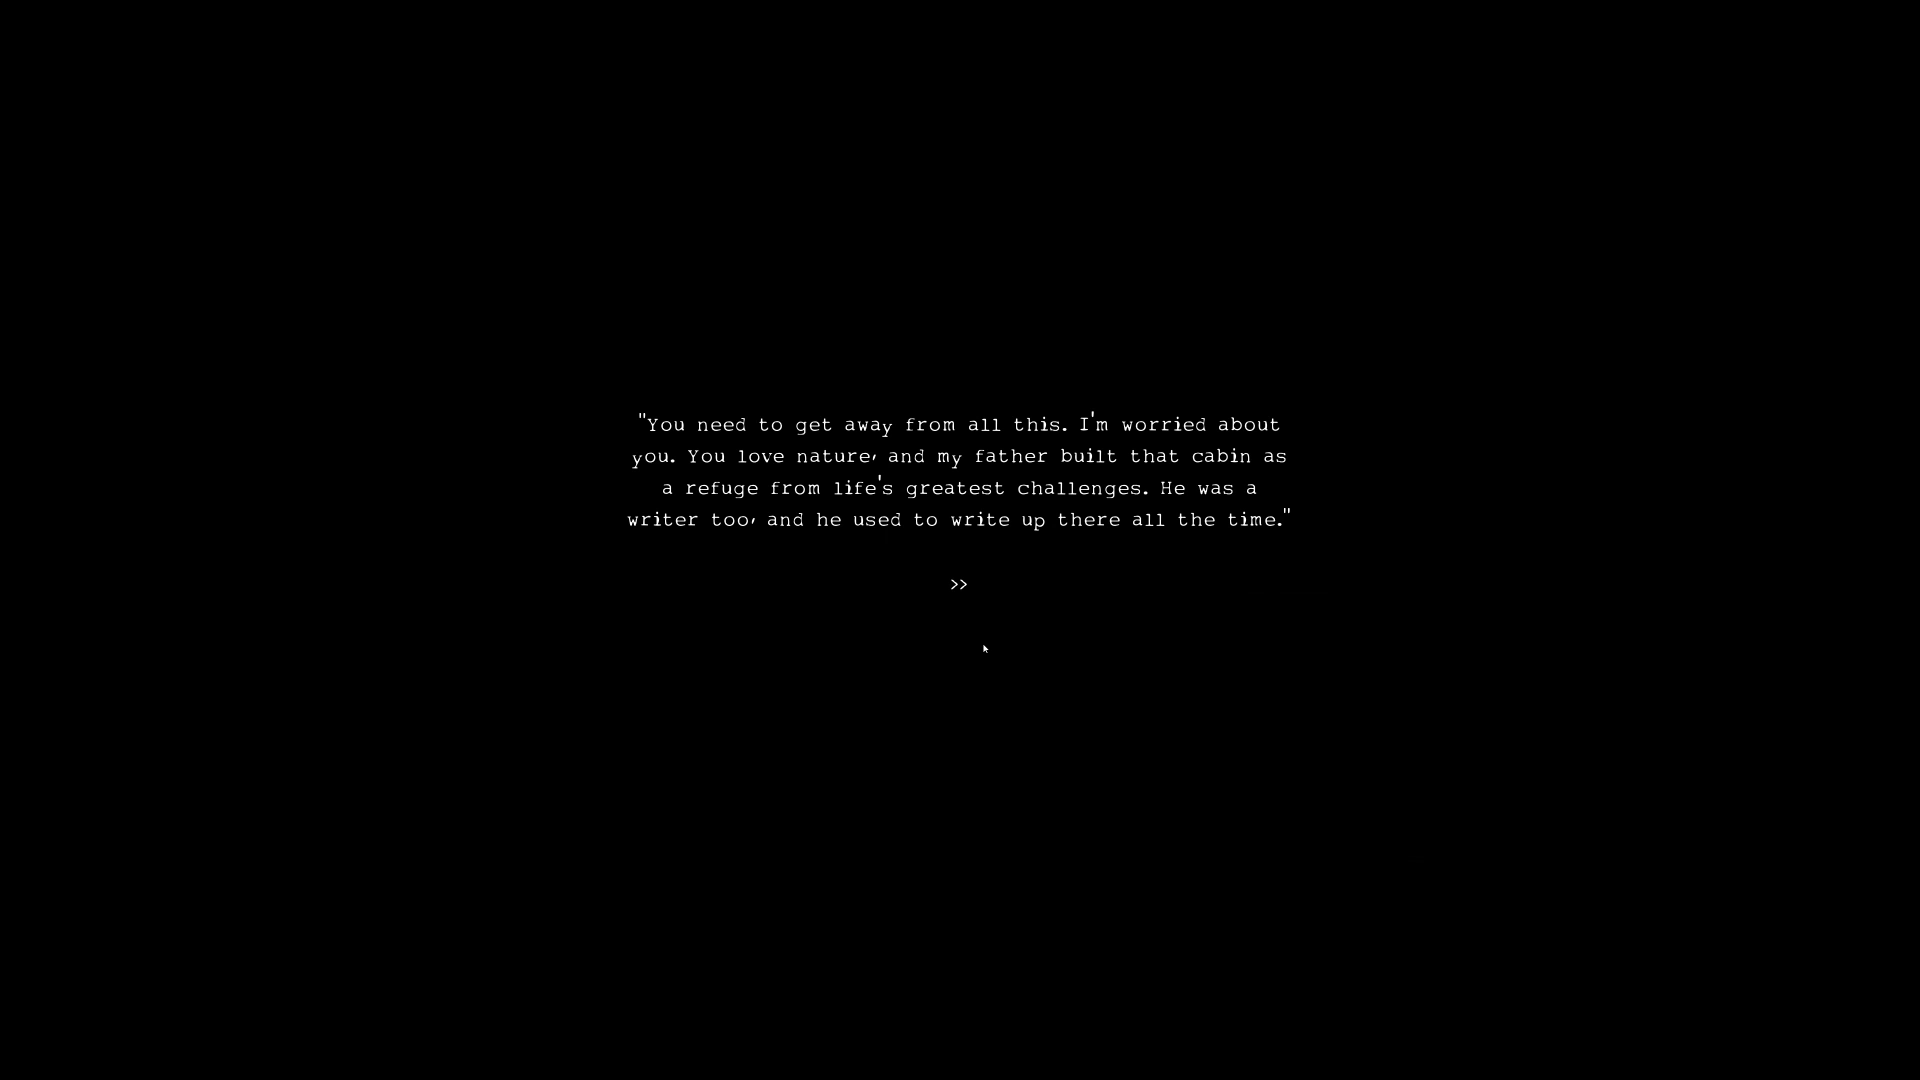 "You need to get away from all this. I'm worried about
you. You love nature, and my father built that cabin as
a refuge from life's greatest challenges. He was a
writer too, and he used to write up there all the time."
>>